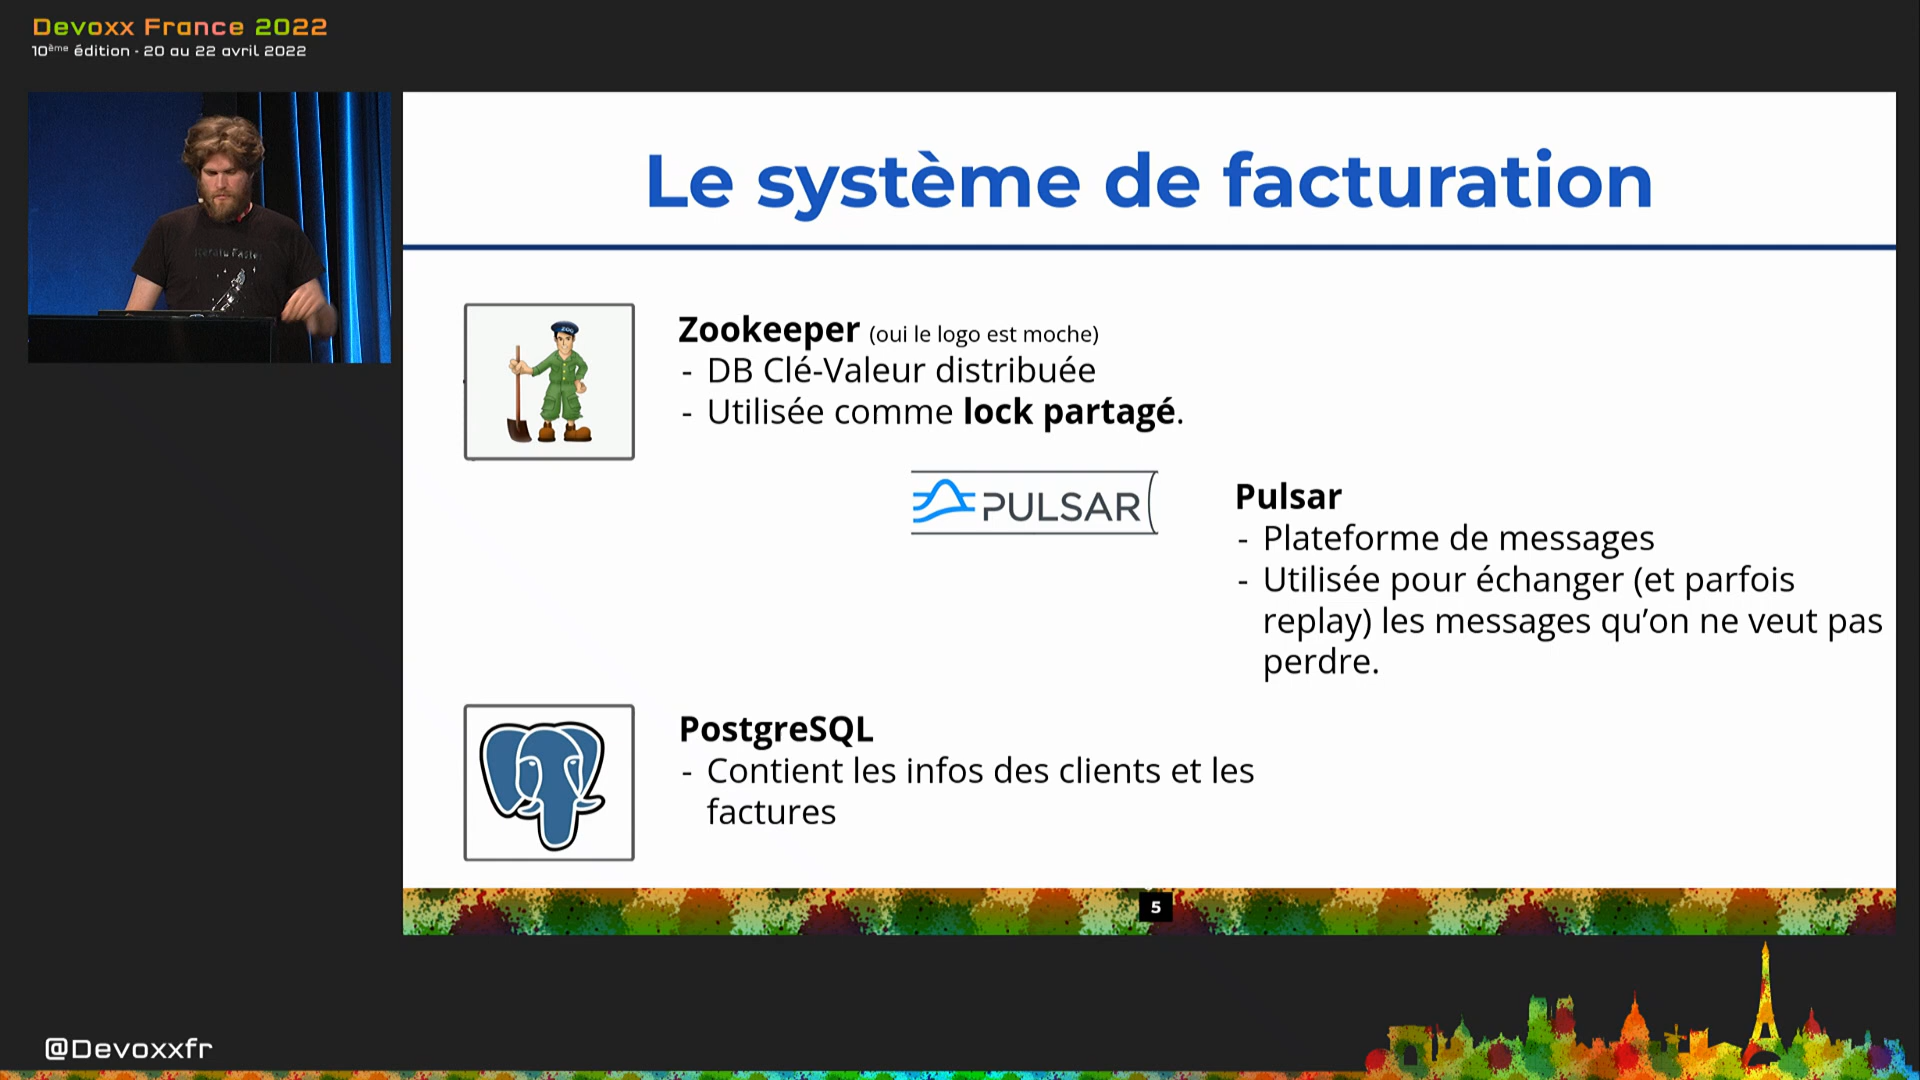 Devoxx France 2022
10ème édition - 20 au 22 avril 2022
Le système de facturation
ZOO
Zookeeper (oui le logo est moche)
- DB Clé-Valeur distribuée
- Utilisée comme lock partagé.
PULSAR
Pulsar
- Plateforme de messages
- Utilisée pour échanger (et parfois
replay) les messages qu’on ne veut pas
perdre.
PostgreSQL
- Contient les infos des clients et les
factures
5
@Devoxxfr